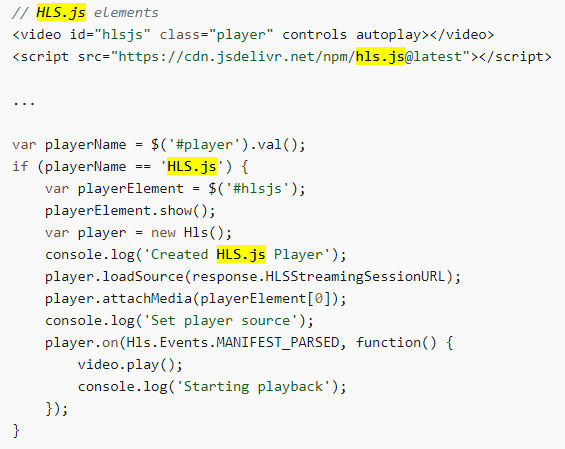 // HLS.js elements
<video id="hlsjs" class="player" controls autoplay></video>
<script src="https://cdn.jsdelivr.net/npm/hls.js@latest"></script>
...
var playerName = $('#player').val();
if (playerName == 'HLS.js') {
    var playerElement = $('#hlsjs');
    playerElement.show();
    var player = new Hls();
    console.log('Created HLS.js Player');
    player.loadSource(response.HLSStreamingSessionURL);
    player.attachMedia(playerElement[0]);
    console.log('Set player source');
    player.on(Hls.Events.MANIFEST_PARSED, function() {
        video.play();
        console.log('Starting playback');
    });
}